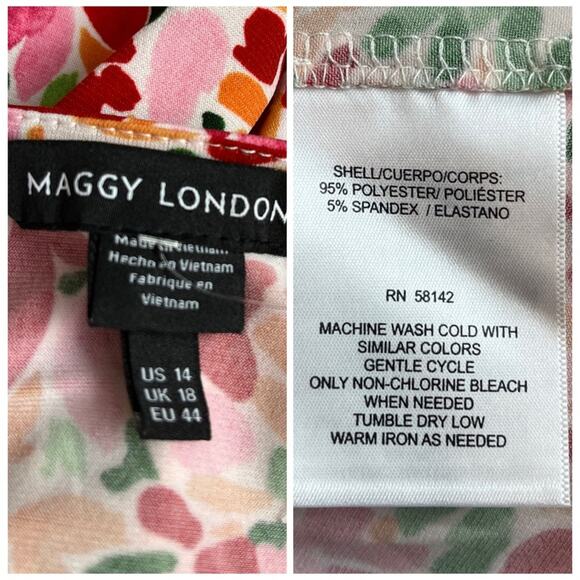 MAGGY LONDON
Made in Vietnam
Hecho en Vietnam
Fabrique en
Vietnam
US 14
UK 18
EU 44
SHELL/CUERPO/CORPS:
95% POLYESTER/ POLIÉSTER
5% SPANDEX / ELASTANO
RN 58142
MACHINE WASH COLD WITH
SIMILAR COLORS
GENTLE CYCLE
ONLY NON-CHLORINE BLEACH
WHEN NEEDED
TUMBLE DRY LOW
WARM IRON AS NEEDED